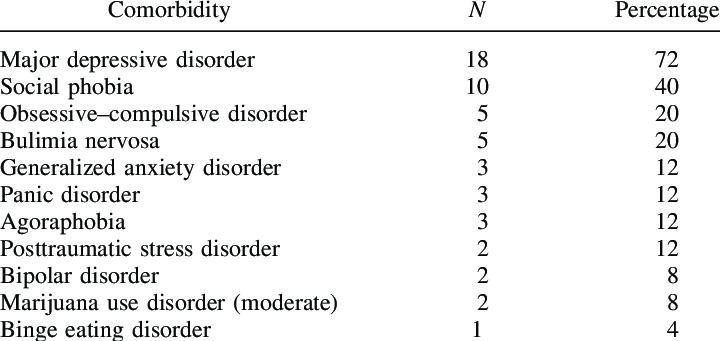 Comorbidity N Percentage
Major depressive disorder 18 72
Social phobia 10 40
Obsessive–compulsive disorder 5 20
Bulimia nervosa 5 20
Generalized anxiety disorder 3 12
Panic disorder 3 12
Agoraphobia 3 12
Posttraumatic stress disorder 2 12
Bipolar disorder 2 8
Marijuana use disorder (moderate) 2 8
Binge eating disorder 1 4